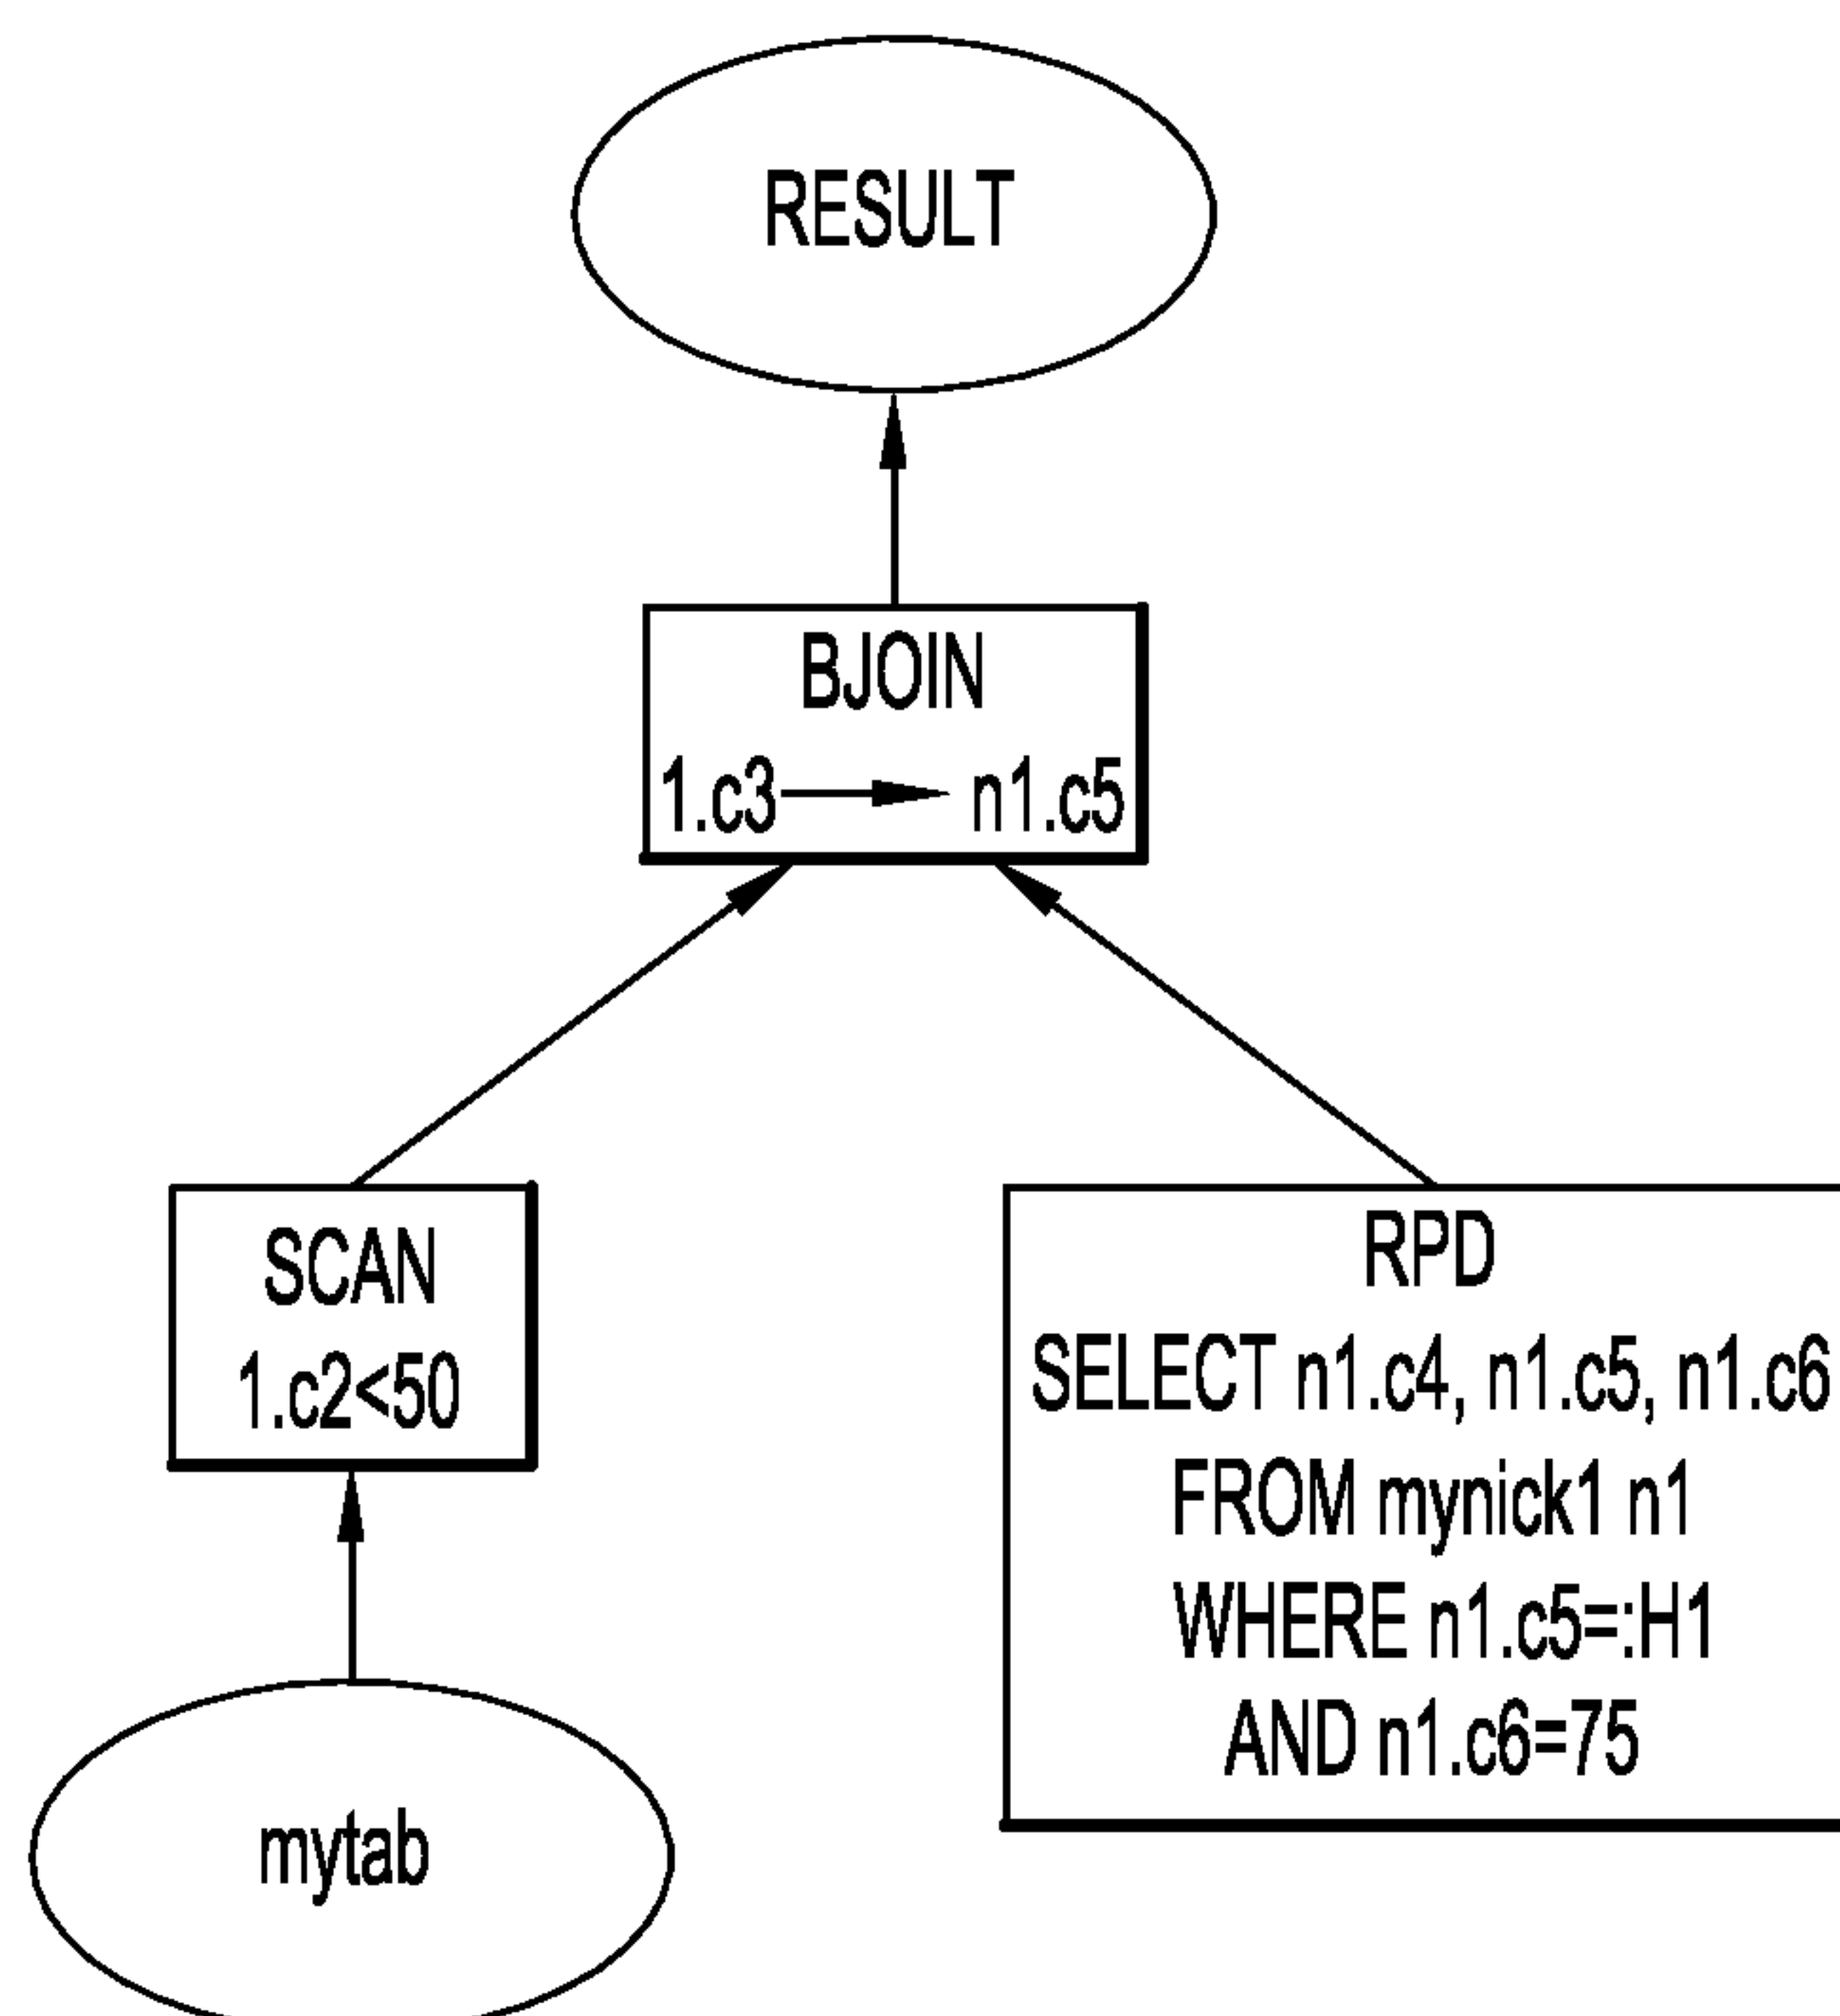 RESULT
BJOIN
1.c3 → n1.c5
SCAN
1.c2<50
RPD
SELECT n1.c4, n1.c5, n1.c6
FROM mynick1 n1
WHERE n1.c5=:H1
AND n1.c6=75
mytab